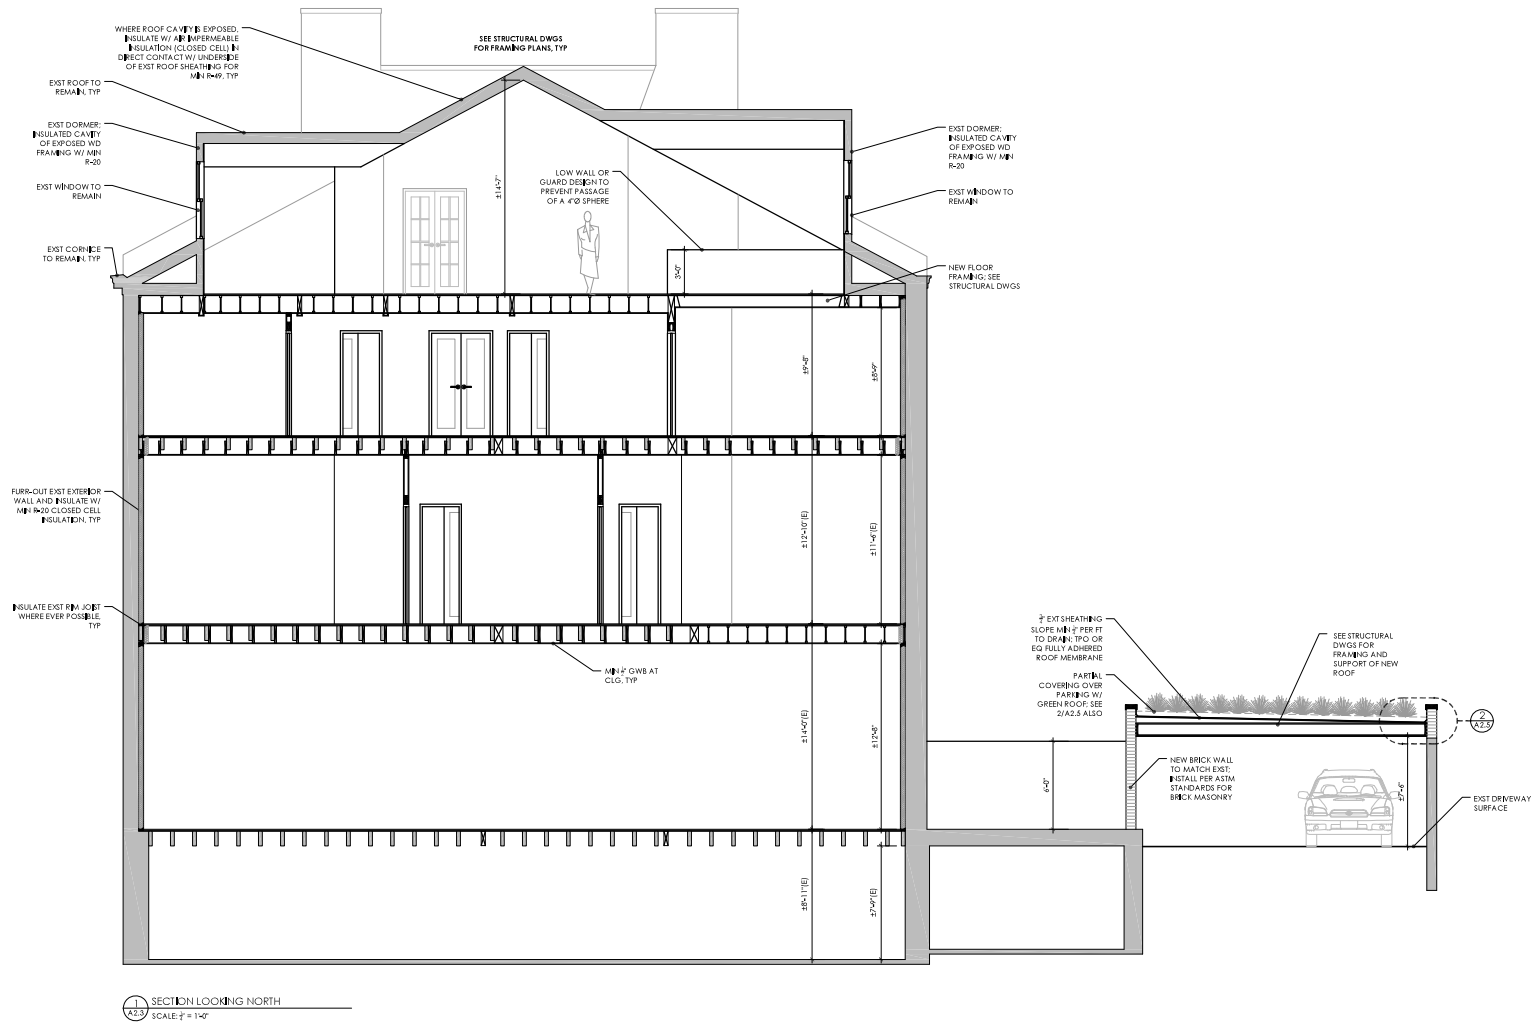 WHERE ROOF CAVITY IS EXPOSED,
INSULATE W/ AIR IMPERMEABLE
INSULATION (CLOSED CELL) IN
DIRECT CONTACT W/ UNDERSIDE
OF EXST ROOF SHEATHING FOR
MIN R-49, TYP
SEE STRUCTURAL DWGS
FOR FRAMING PLANS, TYP
EXST ROOF TO
REMAIN, TYP
EXST DORMER;
INSULATED CAVITY
OF EXPOSED WD
FRAMING W/ MIN
R-20
EXST WINDOW TO
REMAIN
EXST CORNICE
TO REMAIN, TYP
±14'-7"
LOW WALL OR
GUARD DESIGN TO
PREVENT PASSAGE
OF A 4"Ø SPHERE
3'-0"
EXST DORMER;
INSULATED CAVITY
OF EXPOSED WD
FRAMING W/ MIN
R-20
EXST WINDOW TO
REMAIN
NEW FLOOR
FRAMING; SEE
STRUCTURAL DWGS
±9'-8"
±8'-9"
FURR-OUT EXST EXTERIOR
WALL AND INSULATE W/
MIN R-20 CLOSED CELL
INSULATION, TYP
±12'-10"(E)
±11'-6"(E)
INSULATE EXST RIM JOIST
WHERE EVER POSSIBLE,
TYP
MIN GWB AT
CLG, TYP
±14'-0"(E)
±12'-8"
EXT SHEATHING
SLOPE MIN PER FT
TO DRAIN; TPO OR
EQ FULLY ADHERED
ROOF MEMBRANE
PARTIAL
COVERING OVER
PARKING W/
GREEN ROOF; SEE
2/A2.5 ALSO
SEE STRUCTURAL
DWGS FOR
FRAMING AND
SUPPORT OF NEW
ROOF
2
A2.5
6'-0"
NEW BRICK WALL
TO MATCH EXST;
INSTALL PER ASTM
STANDARDS FOR
BRICK MASONRY
±7'-6"
EXST DRIVEWAY
SURFACE
±8'-11"(E)
±7'-9"(E)
1
A2.3
SECTION LOOKING NORTH
SCALE: = 1'-0"